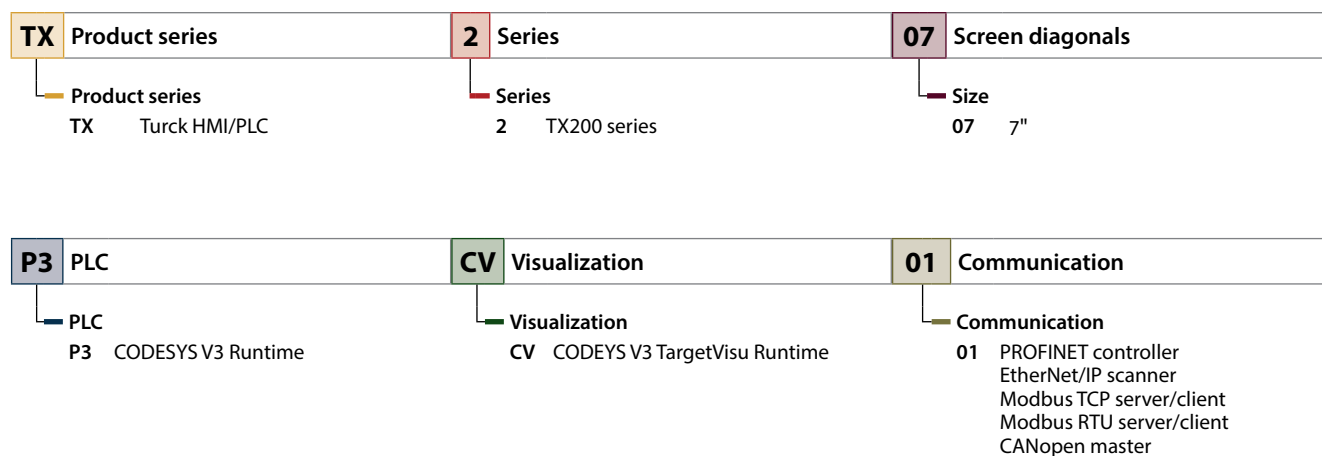 TX Product series
Product series
TX Turck HMI/PLC
2 Series
Series
2 TX200 series
07 Screen diagonals
Size
07 7"
P3 PLC
PLC
P3 CODESYS V3 Runtime
CV Visualization
Visualization
CV CODEYS V3 TargetVisu Runtime
01 Communication
Communication
01 PROFINET controller
EtherNet/IP scanner
Modbus TCP server/client
Modbus RTU server/client
CANopen master